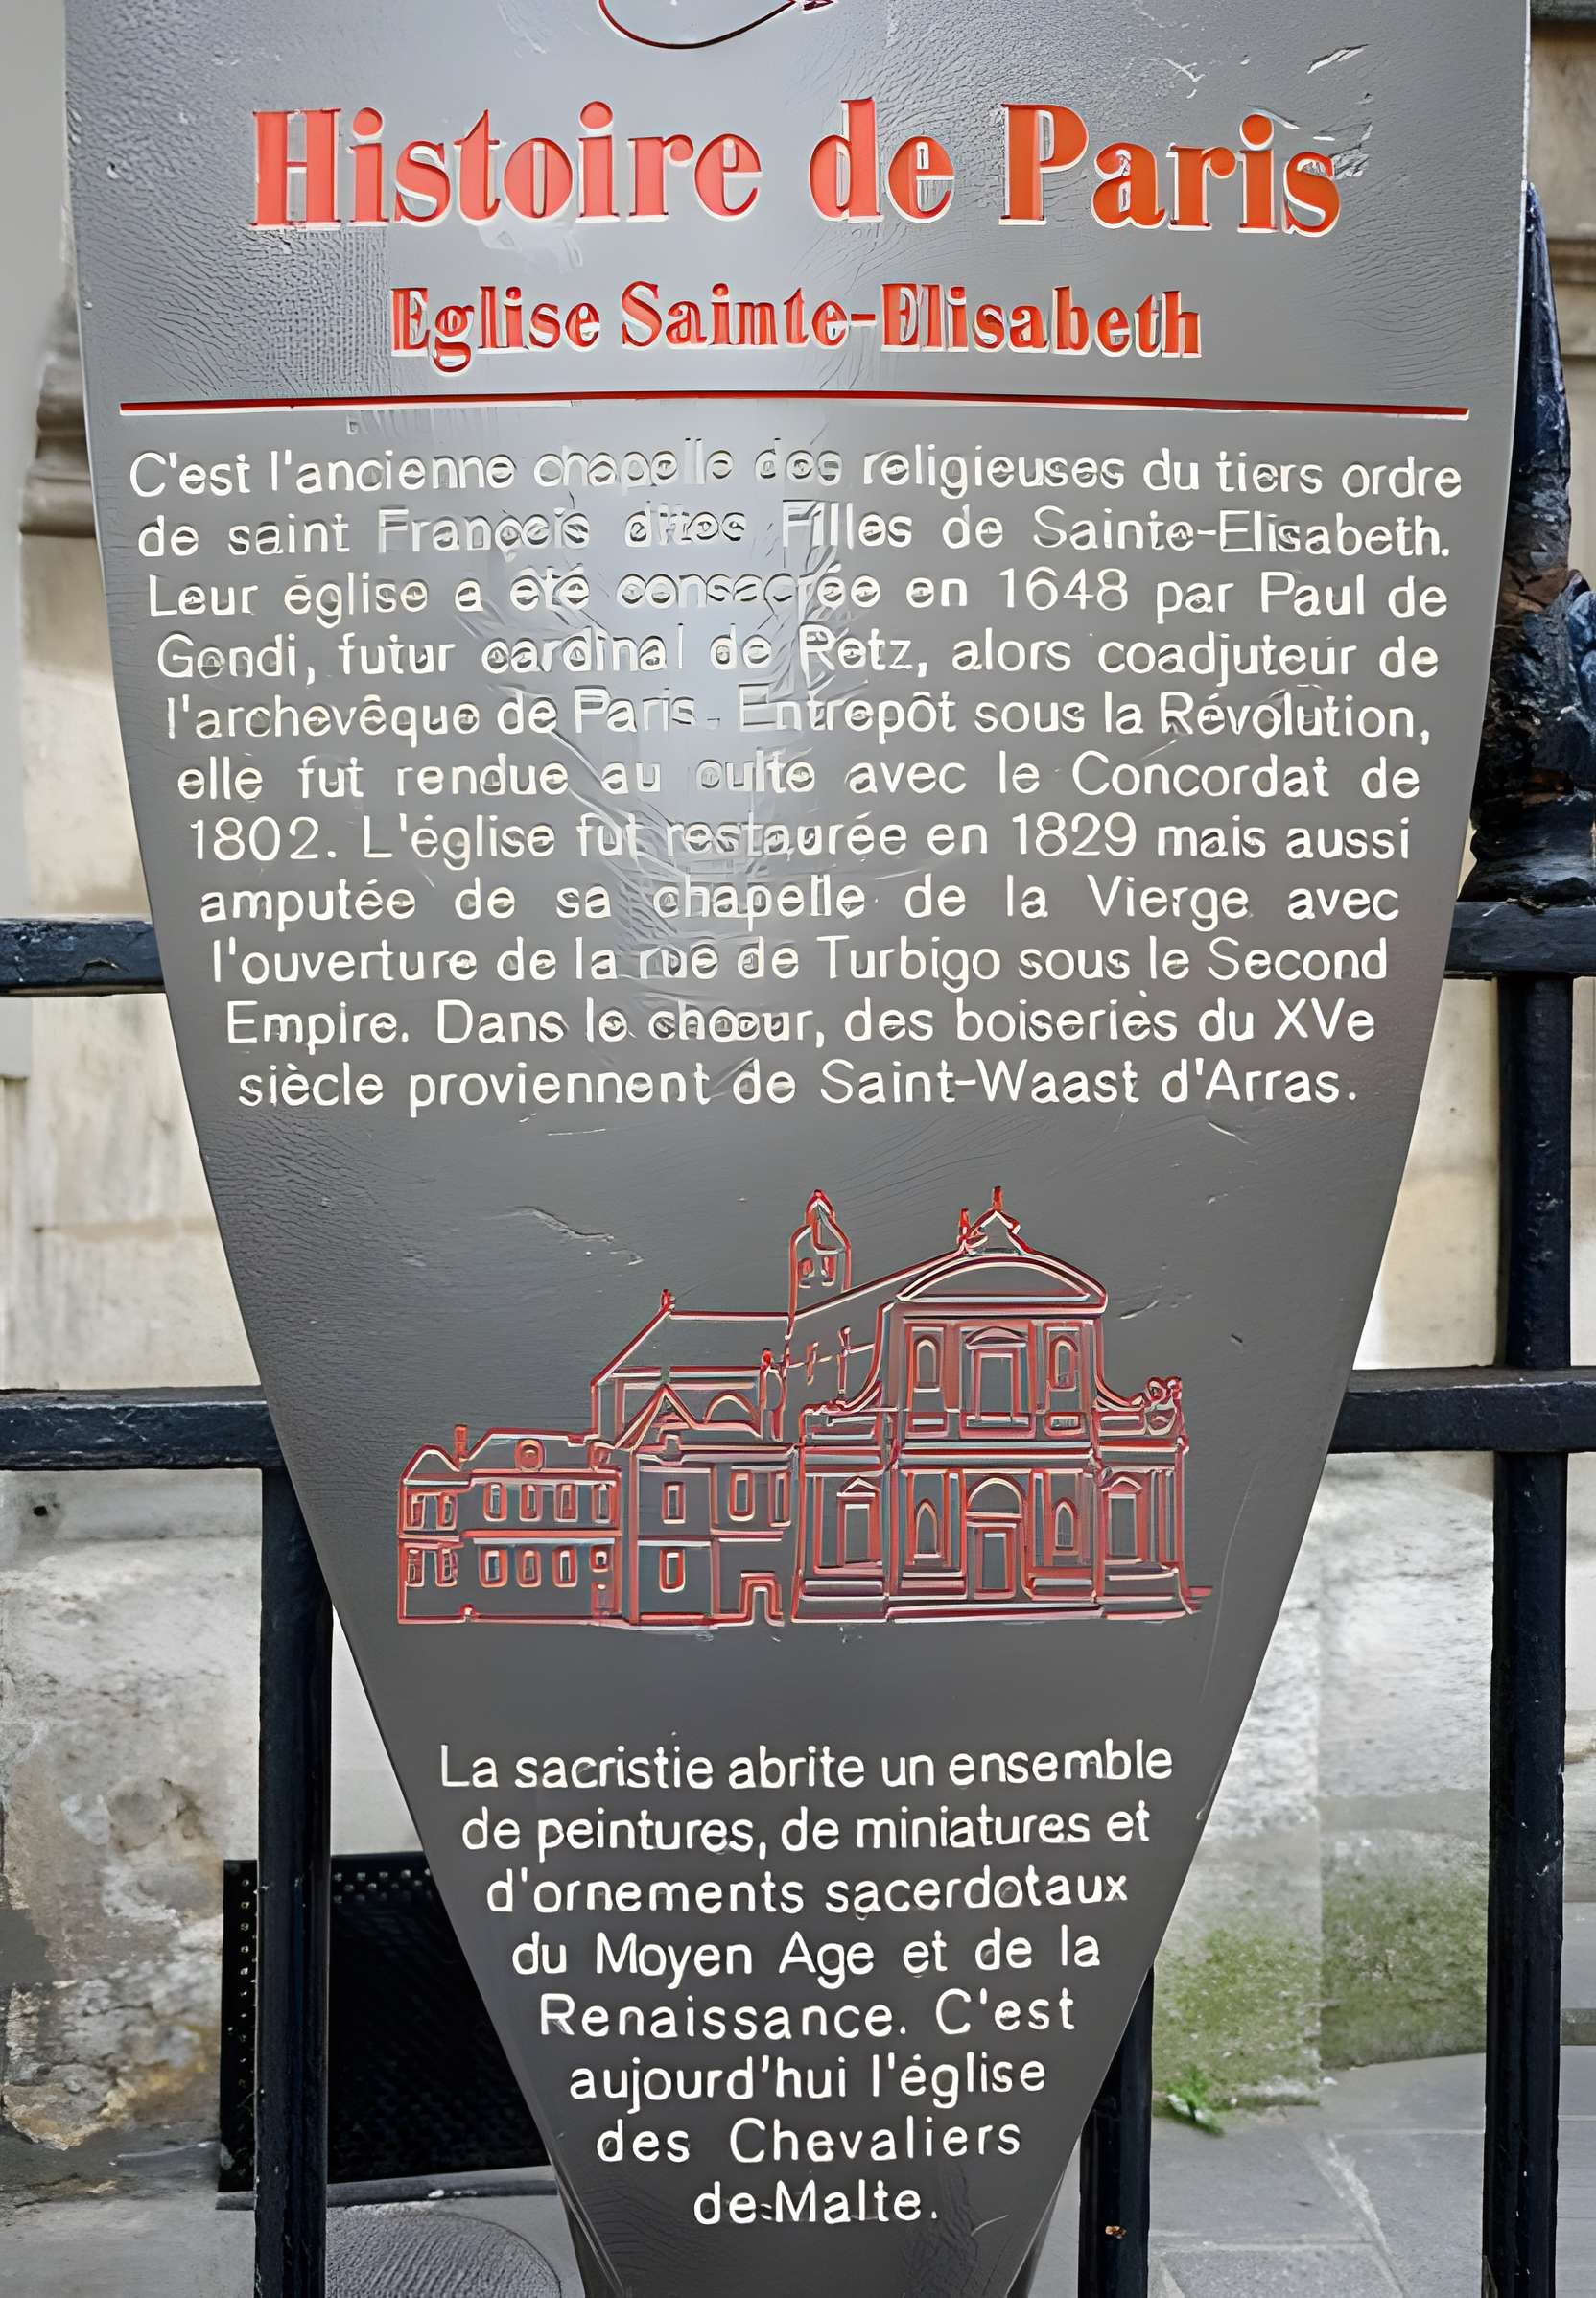 Histoire de Paris
Eglise Sainte-Elisabeth
C'est l'ancienne chapelle des religieuses du tiers ordre
de saint François dites Filles de Sainte-Elisabeth.
Leur église a été consacrée en 1648 par Paul de
Gondi, futur cardinal de Retz, alors coadjuteur de
l'archevêque de Paris. Entrepôt sous la Révolution,
elle fut rendue au culte avec le Concordat de
1802. L'église fut restaurée en 1829 mais aussi
amputée de sa chapelle de la Vierge avec
l'ouverture de la rue de Turbigo sous le Second
Empire. Dans le chœur, des boiseries du XVe
siècle proviennent de Saint-Waast d'Arras.
La sacristie abrite un ensemble
de peintures, de miniatures et
d'ornements sacerdotaux
du Moyen Age et de la
Renaissance. C'est
aujourd'hui l'église
des Chevaliers
de Malte.